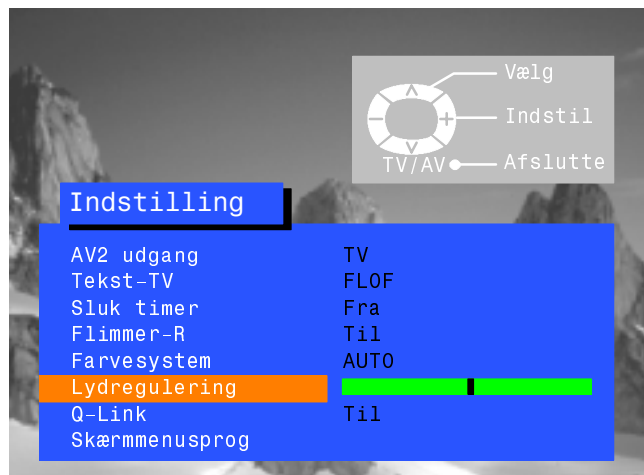 Vælg
Indstil
TV/AV Afslutte
Indstilling
AV2 udgang TV
Tekst-TV FLOF
Sluk timer Fra
Flimmer-R Til
Farvesystem AUTO
Lydregulering
Q-Link Til
Skærmmenusprog